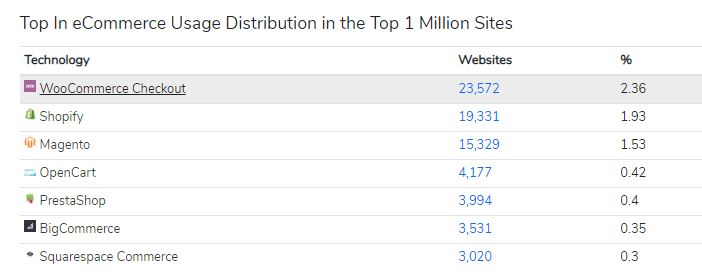 Top In eCommerce Usage Distribution in the Top 1 Million Sites
Technology Websites %
WooCommerce Checkout 23,572 2.36
Shopify 19,331 1.93
Magento 15,329 1.53
OpenCart 4,177 0.42
PrestaShop 3,994 0.4
BigCommerce 3,531 0.35
Squarespace Commerce 3,020 0.3